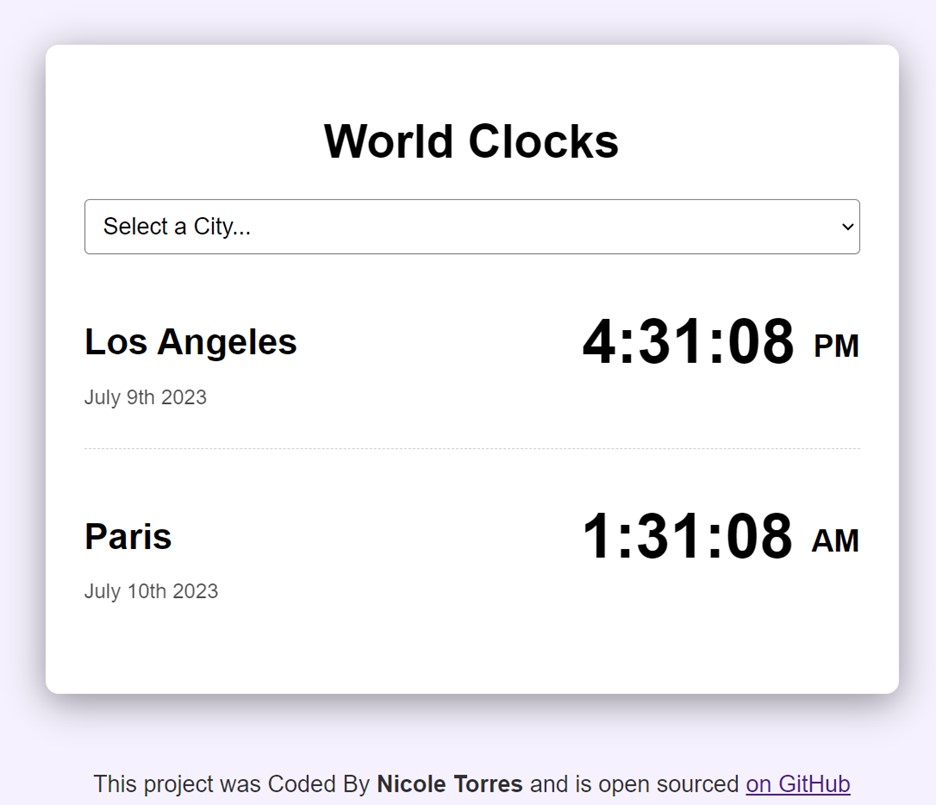 World Clocks
Select a City...
Los Angeles
4:31:08 PM
July 9th 2023
Paris
1:31:08 AM
July 10th 2023
This project was Coded By Nicole Torres and is open sourced on GitHub